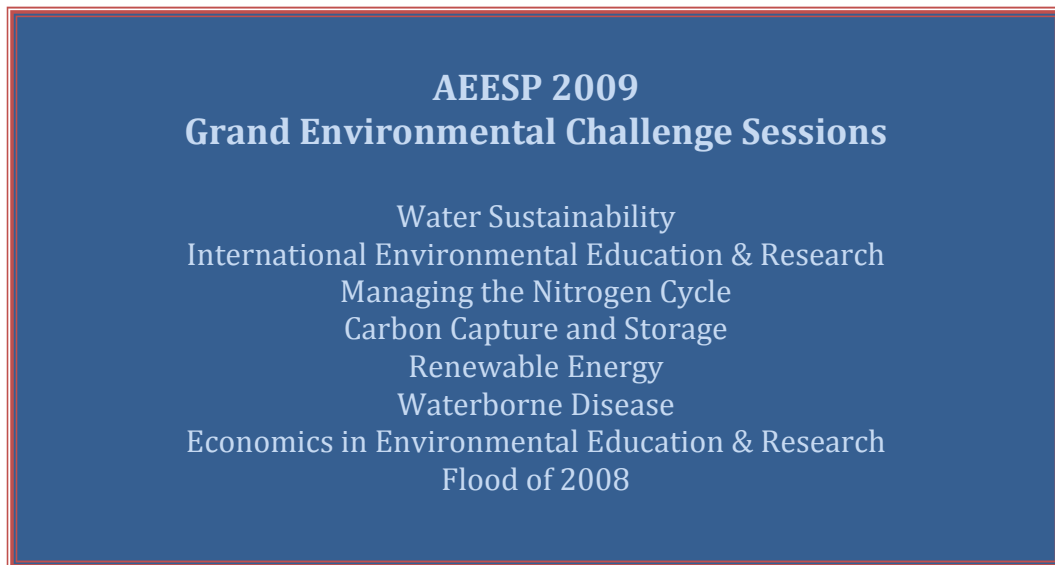 AEESP 2009
Grand Environmental Challenge Sessions
Water Sustainability
International Environmental Education & Research
Managing the Nitrogen Cycle
Carbon Capture and Storage
Renewable Energy
Waterborne Disease
Economics in Environmental Education & Research
Flood of 2008